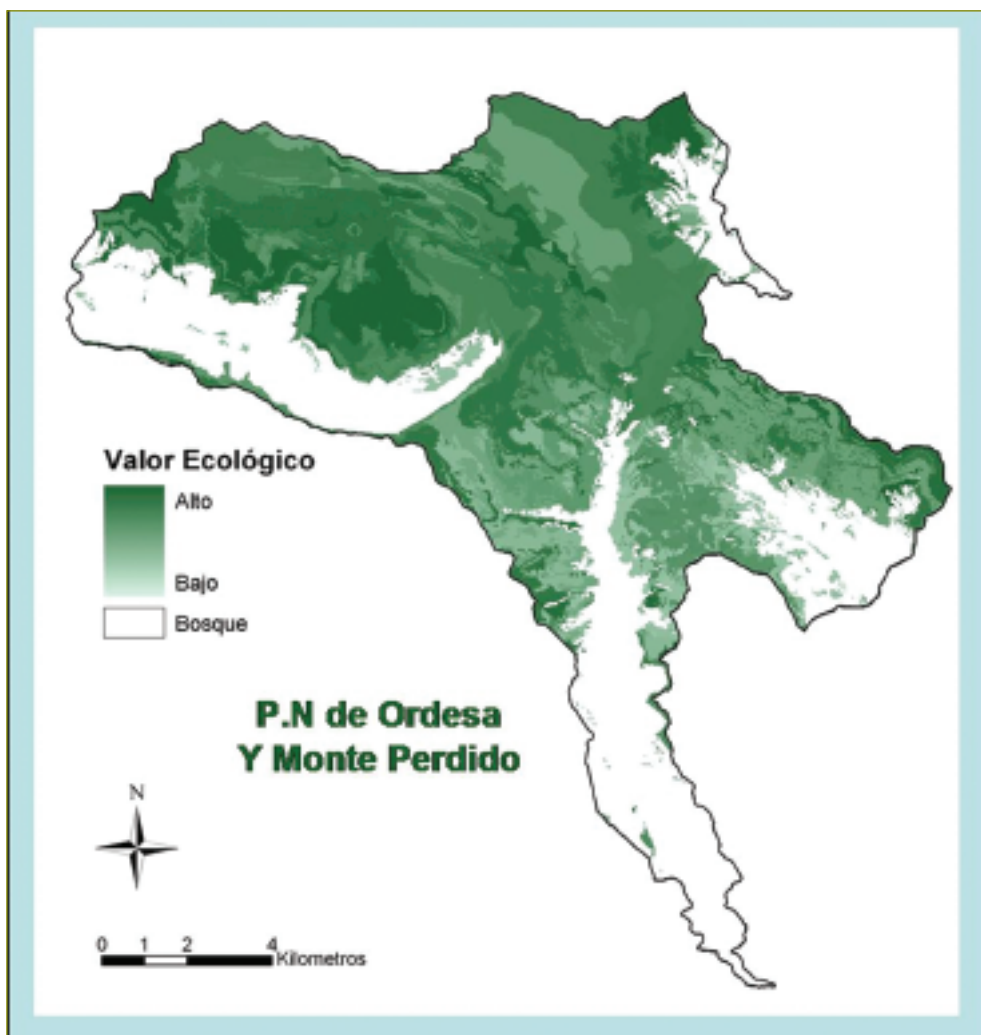 Valor Ecológico
Alto
Bajo
Bosque
P.N de Ordesa
Y Monte Perdido
N
0 1 2 4
Kilometros